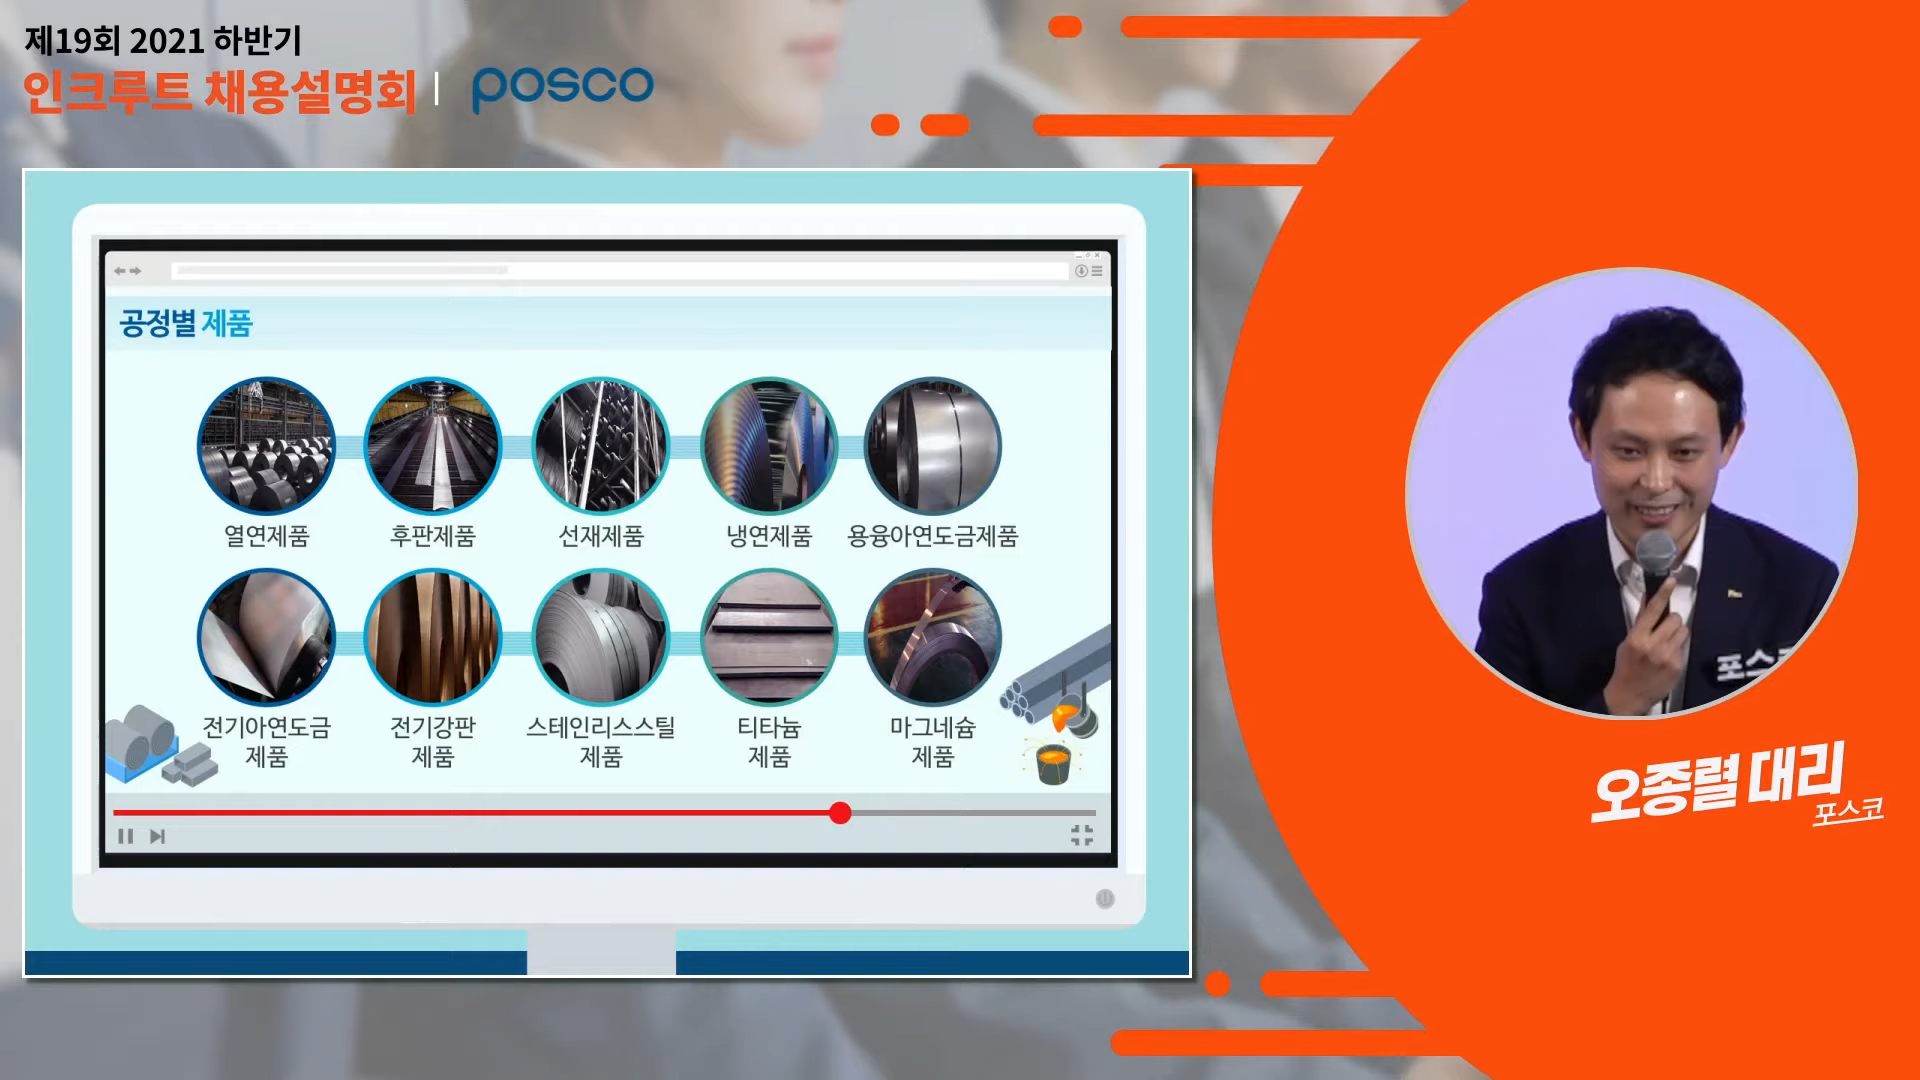 제19회 2021 하반기
인크루트 채용설명회
posco
공정별 제품
열연제품
후판제품
선재제품
냉연제품
용융아연도금제품
전기아연도금
제품
전기강판
제품
스테인리스스틸
제품
티타늄
제품
마그네슘
제품
오종렬 대리
포스코